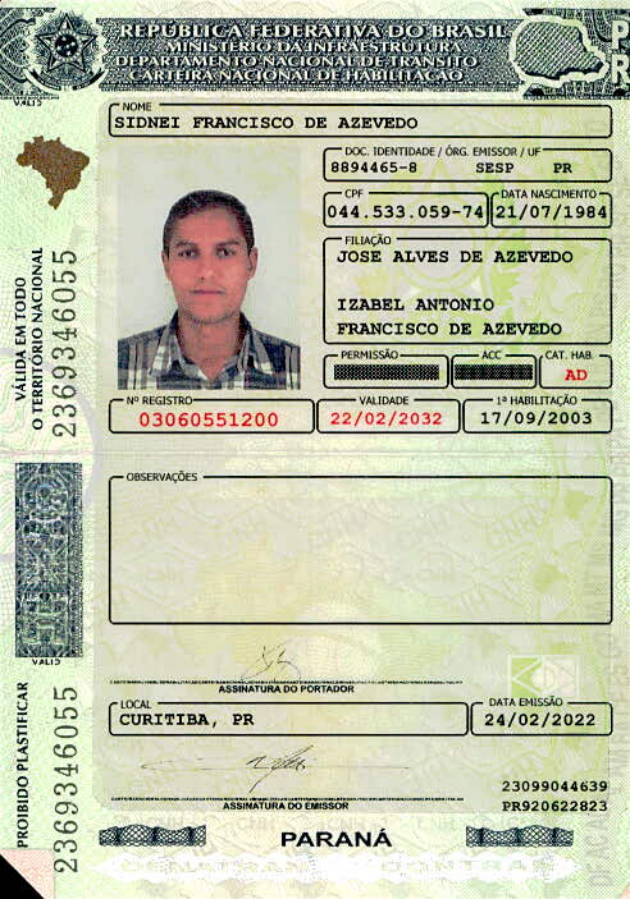 REPÚBLICA FEDERATIVA DO BRASIL
MINISTÉRIO DA INFRAESTRUTURA
DEPARTAMENTO NACIONAL DE TRÂNSITO
CARTEIRA NACIONAL DE HABILITAÇÃO
PR
NOME
SIDNEI FRANCISCO DE AZEVEDO
DOC. IDENTIDADE / ÓRG. EMISSOR / UF
8894465-8 SESP PR
CPF DATA NASCIMENTO
044.533.059-74 21/07/1984
FILIAÇÃO
JOSE ALVES DE AZEVEDO
IZABEL ANTONIO
FRANCISCO DE AZEVEDO
PERMISSÃO ACC CAT. HAB.
AD
Nº REGISTRO VALIDADE 1ª HABILITAÇÃO
03060551200 22/02/2032 17/09/2003
VÁLIDA EM TODO
O TERRITÓRIO NACIONAL
2369346055
OBSERVAÇÕES
ASSINATURA DO PORTADOR
LOCAL DATA EMISSÃO
CURITIBA, PR 24/02/2022
23099044639
PR920622823
ASSINATURA DO EMISSOR
PROIBIDO PLASTIFICAR
2369346055
PARANÁ